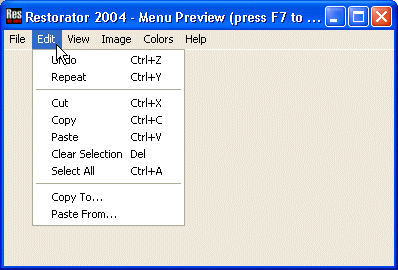 Res Restorator 2004 - Menu Preview (press F7 to ...
File Edit View Image Colors Help
Undo Ctrl+Z
Repeat Ctrl+Y
Cut Ctrl+X
Copy Ctrl+C
Paste Ctrl+V
Clear Selection Del
Select All Ctrl+A
Copy To...
Paste From...